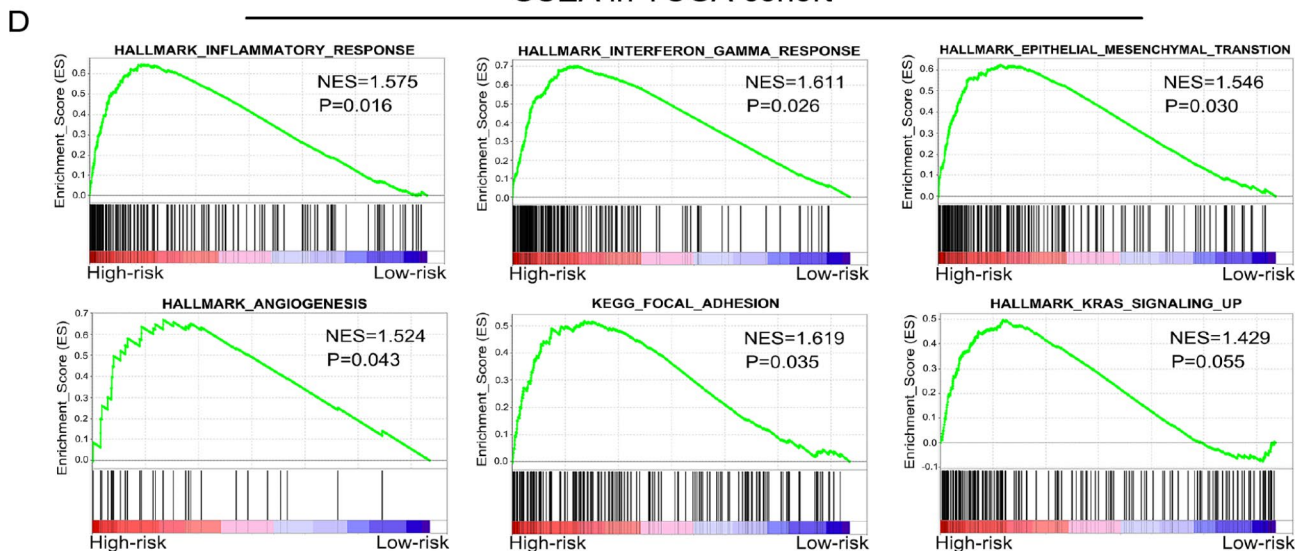 D
HALLMARK_INFLAMMATORY_RESPONSE
Enrichment_Score (ES)
0.6
0.5
0.4
0.3
0.2
0.1
0.0
NES=1.575
P=0.016
High-risk
Low-risk
HALLMARK_INTERFERON_GAMMA_RESPONSE
Enrichment_Score (ES)
0.7
0.6
0.5
0.4
0.3
0.2
0.1
0.0
NES=1.611
P=0.026
High-risk
Low-risk
HALLMARK_EPITHELIAL_MESENCHYMAL_TRANSTION
Enrichment_Score (ES)
0.6
0.5
0.4
0.3
0.2
0.1
0.0
NES=1.546
P=0.030
High-risk
Low-risk
HALLMARK_ANGIOGENESIS
Enrichment_Score (ES)
0.7
0.6
0.5
0.4
0.3
0.2
0.1
0.0
NES=1.524
P=0.043
High-risk
Low-risk
KEGG_FOCAL_ADHESION
Enrichment_Score (ES)
0.5
0.4
0.3
0.2
0.1
0.0
NES=1.619
P=0.035
High-risk
Low-risk
HALLMARK_KRAS_SIGNALING_UP
Enrichment_Score (ES)
0.5
0.4
0.3
0.2
0.1
0.0
-0.1
NES=1.429
P=0.055
High-risk
Low-risk